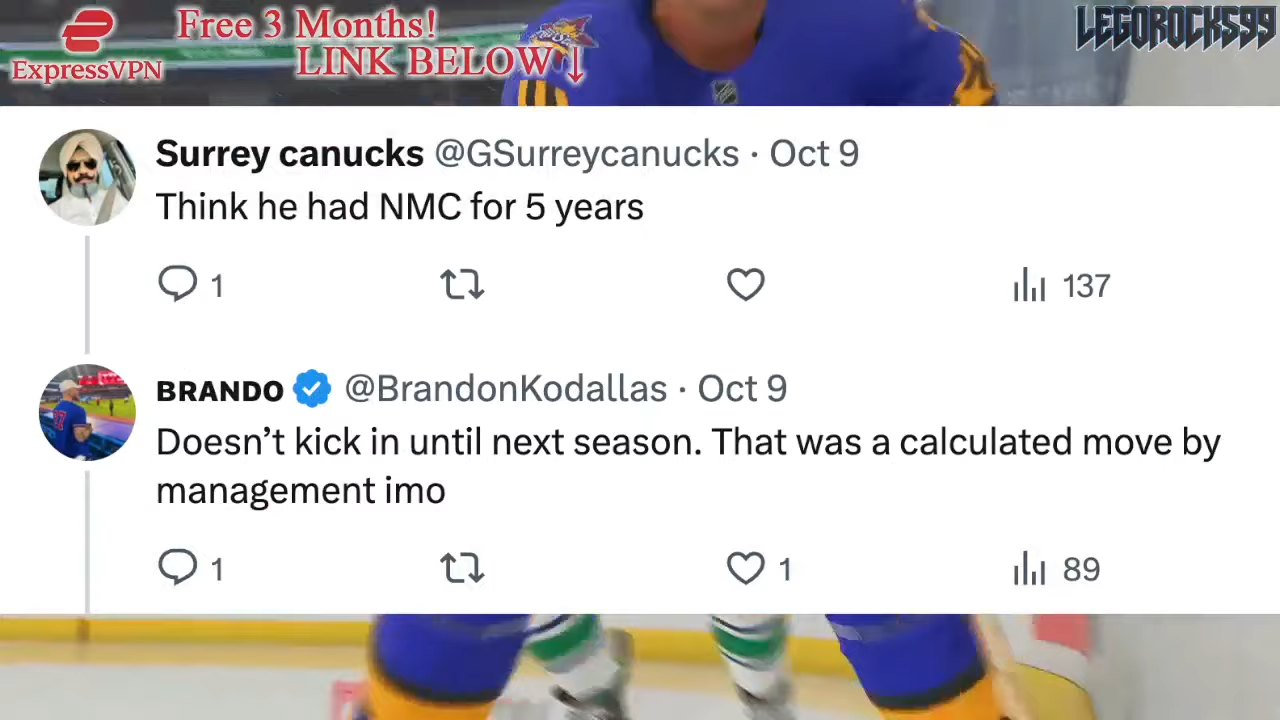 Free 3 Months!
LINK BELOW↓
ExpressVPN
LEGOROCKS99
Surrey canucks @GSurreycanucks · Oct 9
Think he had NMC for 5 years
1 137
BRANDO @BrandonKodallas · Oct 9
Doesn’t kick in until next season. That was a calculated move by
management imo
1 1 89